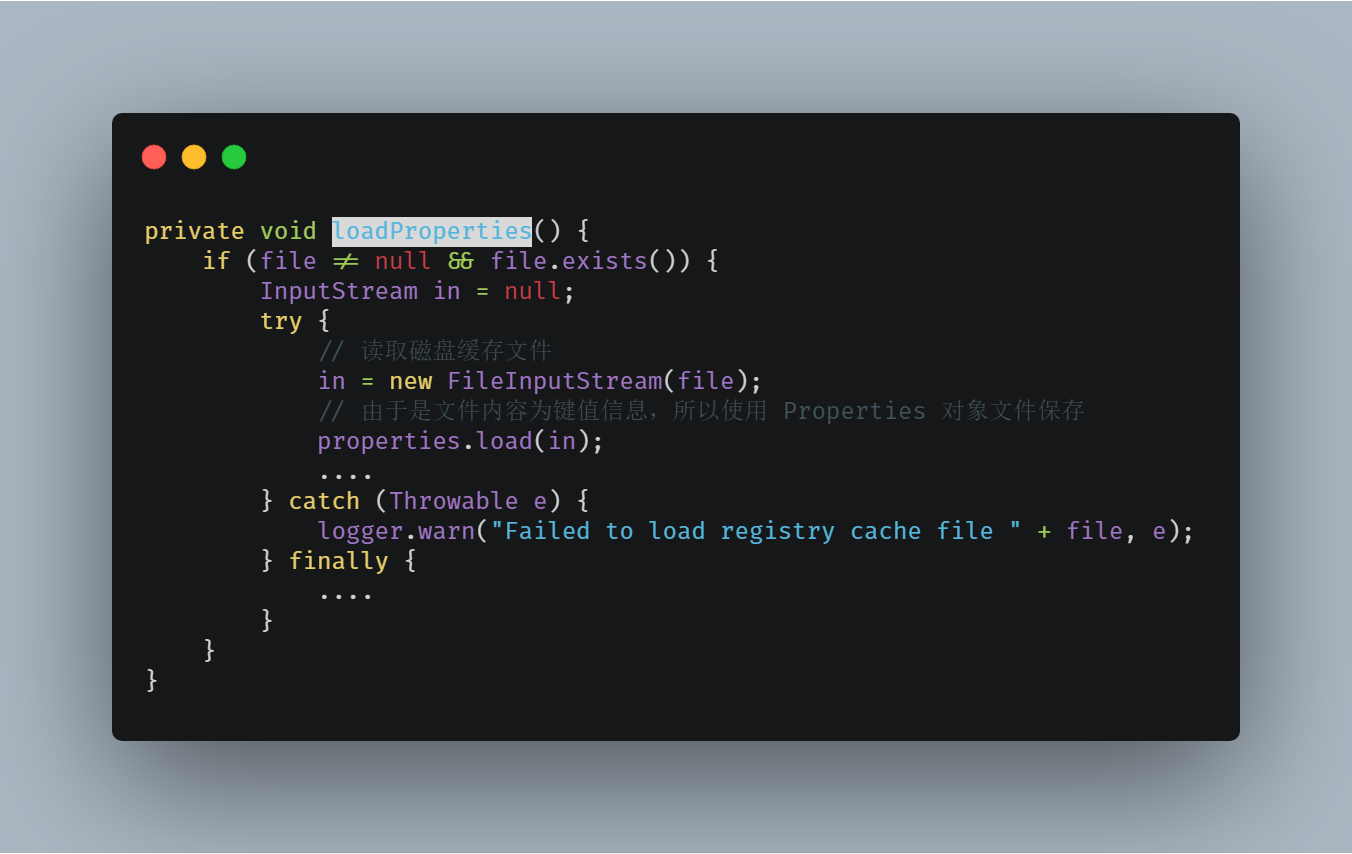 private void loadProperties() {
    if (file != null && file.exists()) {
        InputStream in = null;
        try {
            // 读取磁盘缓存文件
            in = new FileInputStream(file);
            // 由于是文件内容为键值信息，所以使用 Properties 对象文件保存
            properties.load(in);
            ....
        } catch (Throwable e) {
            logger.warn("Failed to load registry cache file " + file, e);
        } finally {
            ....
        }
    }
}